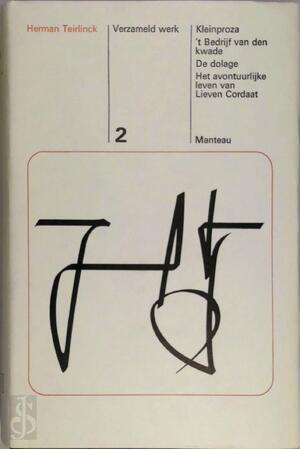 Herman Teirlinck
Verzameld werk
2
Kleinproza
't Bedrijf van den
kwade
De dolage
Het avontuurlijke
leven van
Lieven Cordaat
Manteau